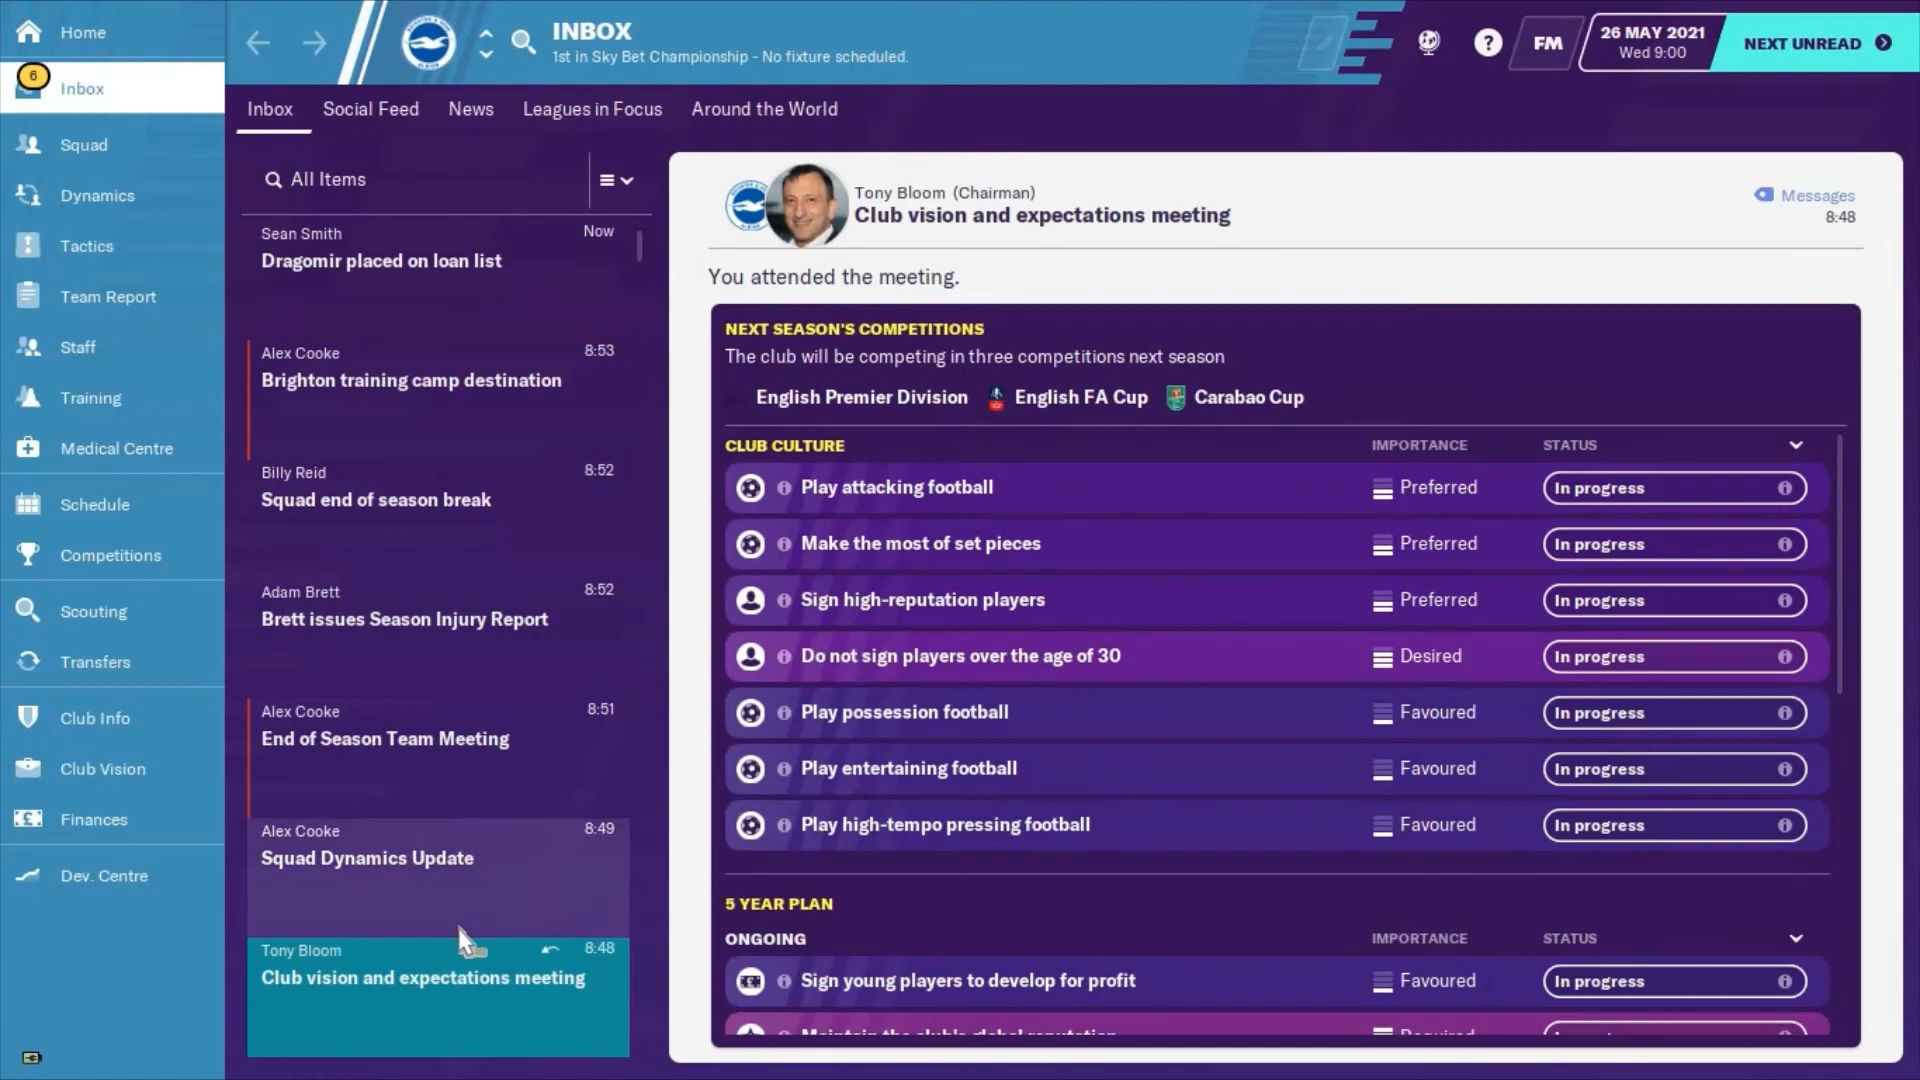 Home
6
Inbox
Squad
Dynamics
Tactics
Team Report
Staff
Training
Medical Centre
Schedule
Competitions
Scouting
Transfers
Club Info
Club Vision
Finances
Dev. Centre
INBOX
1st in Sky Bet Championship - No fixture scheduled.
?
FM
26 MAY 2021
Wed 9:00
NEXT UNREAD
Inbox Social Feed News Leagues in Focus Around the World
All Items
Sean Smith Now
Dragomir placed on loan list
Alex Cooke 8:53
Brighton training camp destination
Billy Reid 8:52
Squad end of season break
Adam Brett 8:52
Brett issues Season Injury Report
Alex Cooke 8:51
End of Season Team Meeting
Alex Cooke 8:49
Squad Dynamics Update
Tony Bloom 8:48
Club vision and expectations meeting
Tony Bloom (Chairman)
Club vision and expectations meeting
Messages
8:48
You attended the meeting.
NEXT SEASON'S COMPETITIONS
The club will be competing in three competitions next season
English Premier Division English FA Cup Carabao Cup
CLUB CULTURE IMPORTANCE STATUS
Play attacking football Preferred In progress
Make the most of set pieces Preferred In progress
Sign high-reputation players Preferred In progress
Do not sign players over the age of 30 Desired In progress
Play possession football Favoured In progress
Play entertaining football Favoured In progress
Play high-tempo pressing football Favoured In progress
5 YEAR PLAN
ONGOING IMPORTANCE STATUS
Sign young players to develop for profit Favoured In progress
Maintain the club's global reputation Required